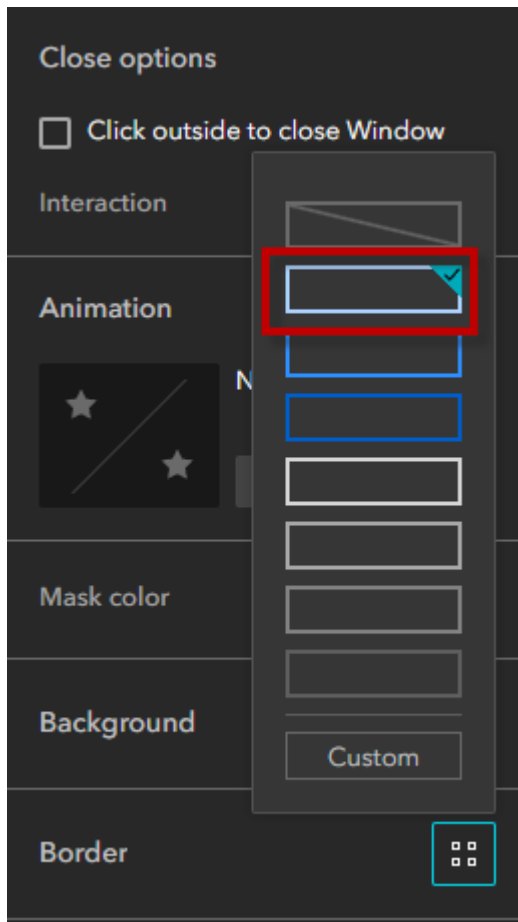 Close options
Click outside to close Window
Interaction
Animation
N
Mask color
Background
Custom
Border